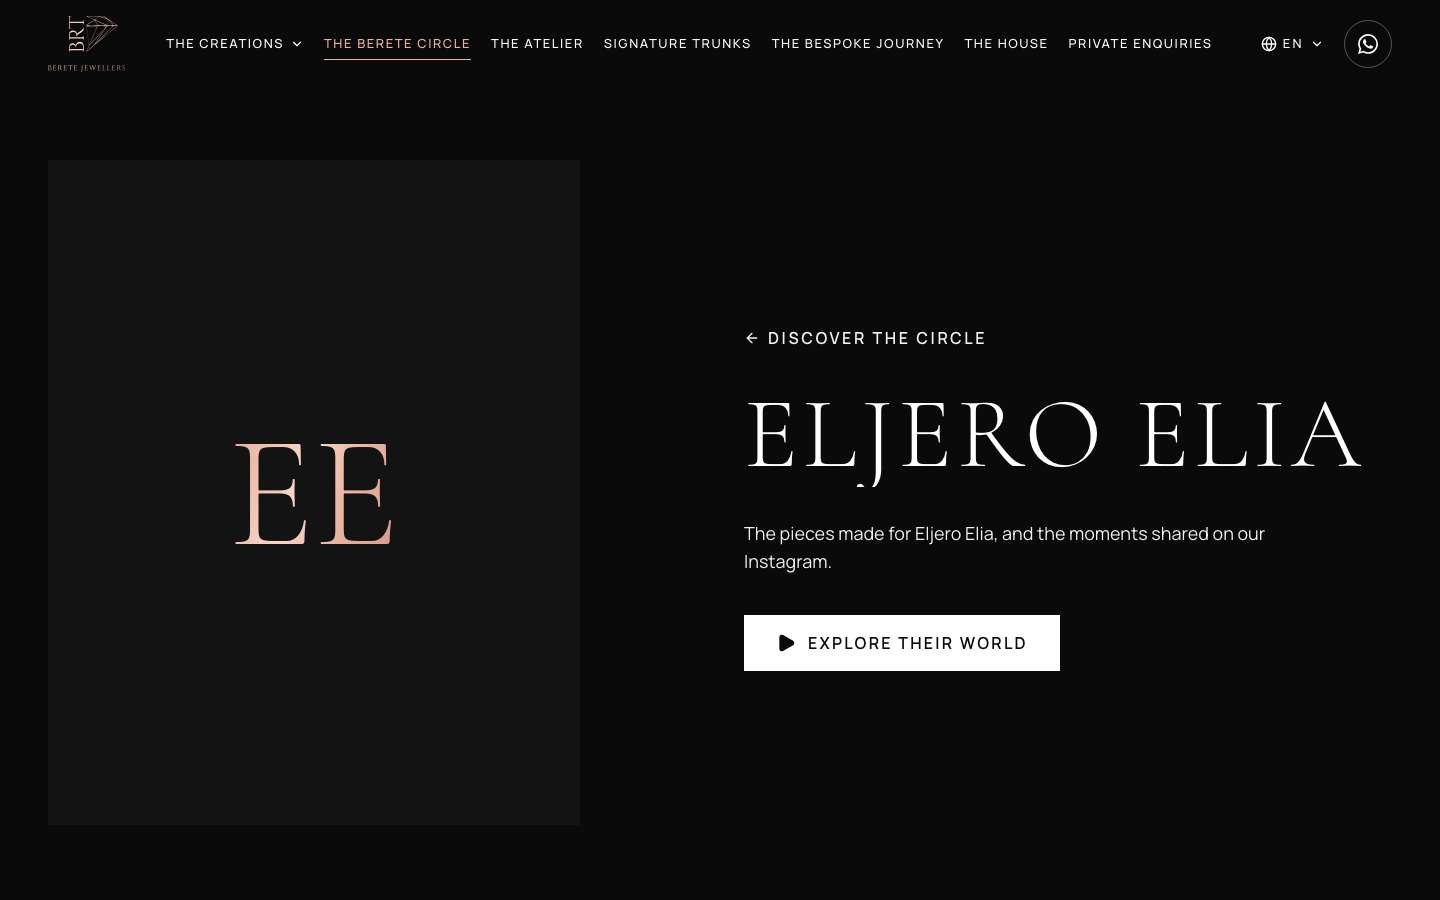 BRT
BERETE JEWELLERS
THE CREATIONS
THE BERETE CIRCLE
THE ATELIER
SIGNATURE TRUNKS
THE BESPOKE JOURNEY
THE HOUSE
PRIVATE ENQUIRIES
EN
EE
← DISCOVER THE CIRCLE
ELJERO ELIA
The pieces made for Eljero Elia, and the moments shared on our
Instagram.
EXPLORE THEIR WORLD